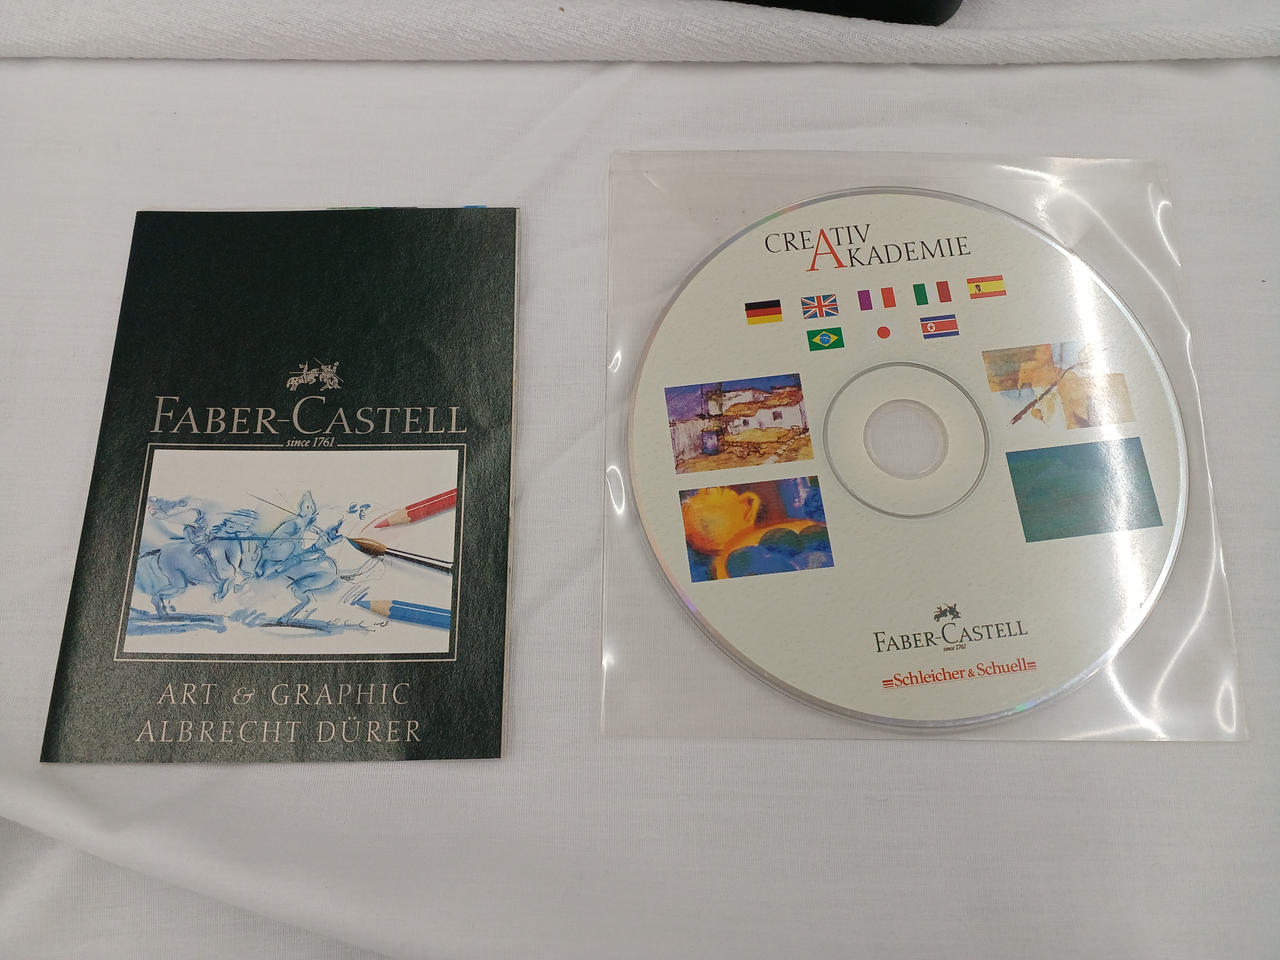 FABER-CASTELL
since 1761
ART & GRAPHIC
ALBRECHT DÜRER
CREATIV
AKADEMIE
FABER-CASTELL
since 1761
Schleicher & Schuell